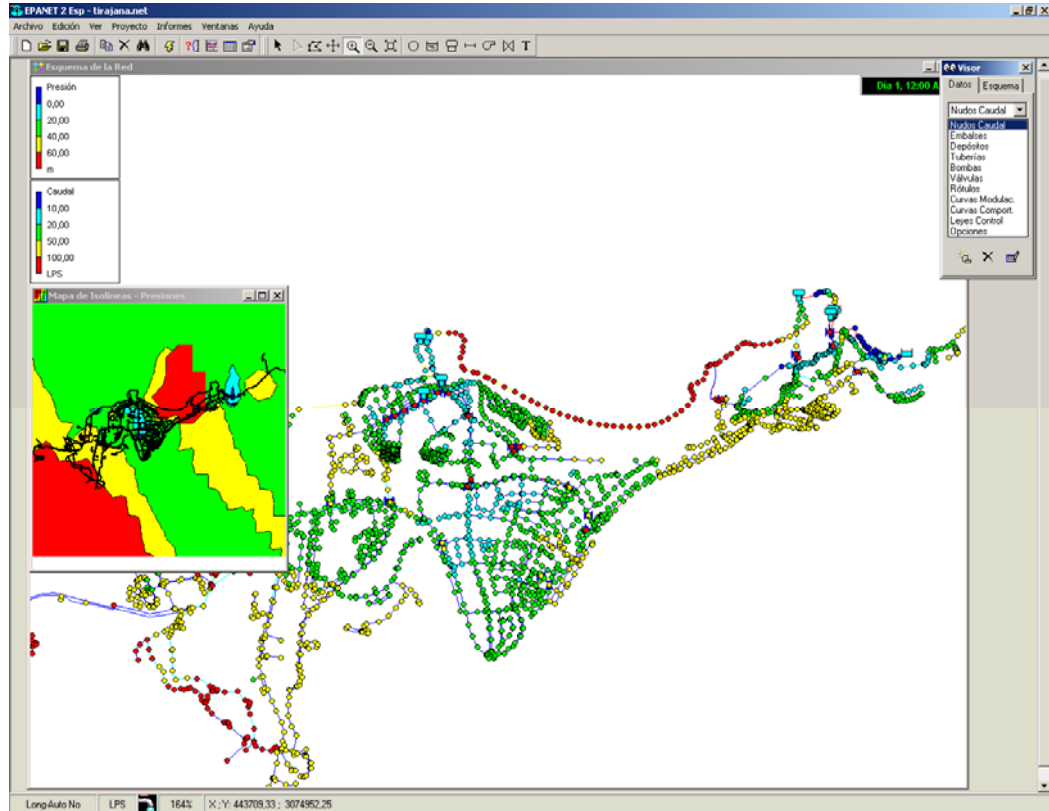 EPANET 2 Esp - tirajana.net
Archivo Edición Ver Proyecto Informes Ventanas Ayuda
T
Esquema de la Red
Presión
0,00
20,00
40,00
60,00
m
Caudal
10,00
20,00
50,00
100,00
LPS
Día 1, 12:00 A
Visor
Datos Esquema
Nudos Caudal
Nudos Caudal
Embalses
Depósitos
Tuberías
Bombas
Válvulas
Rótulos
Curvas Modulac.
Curvas Comport.
Leyes Control
Opciones
Mapa de Isolíneas - Presiones
Long-Auto No LPS 164% X ; Y: 443709,33 ; 3074952,25